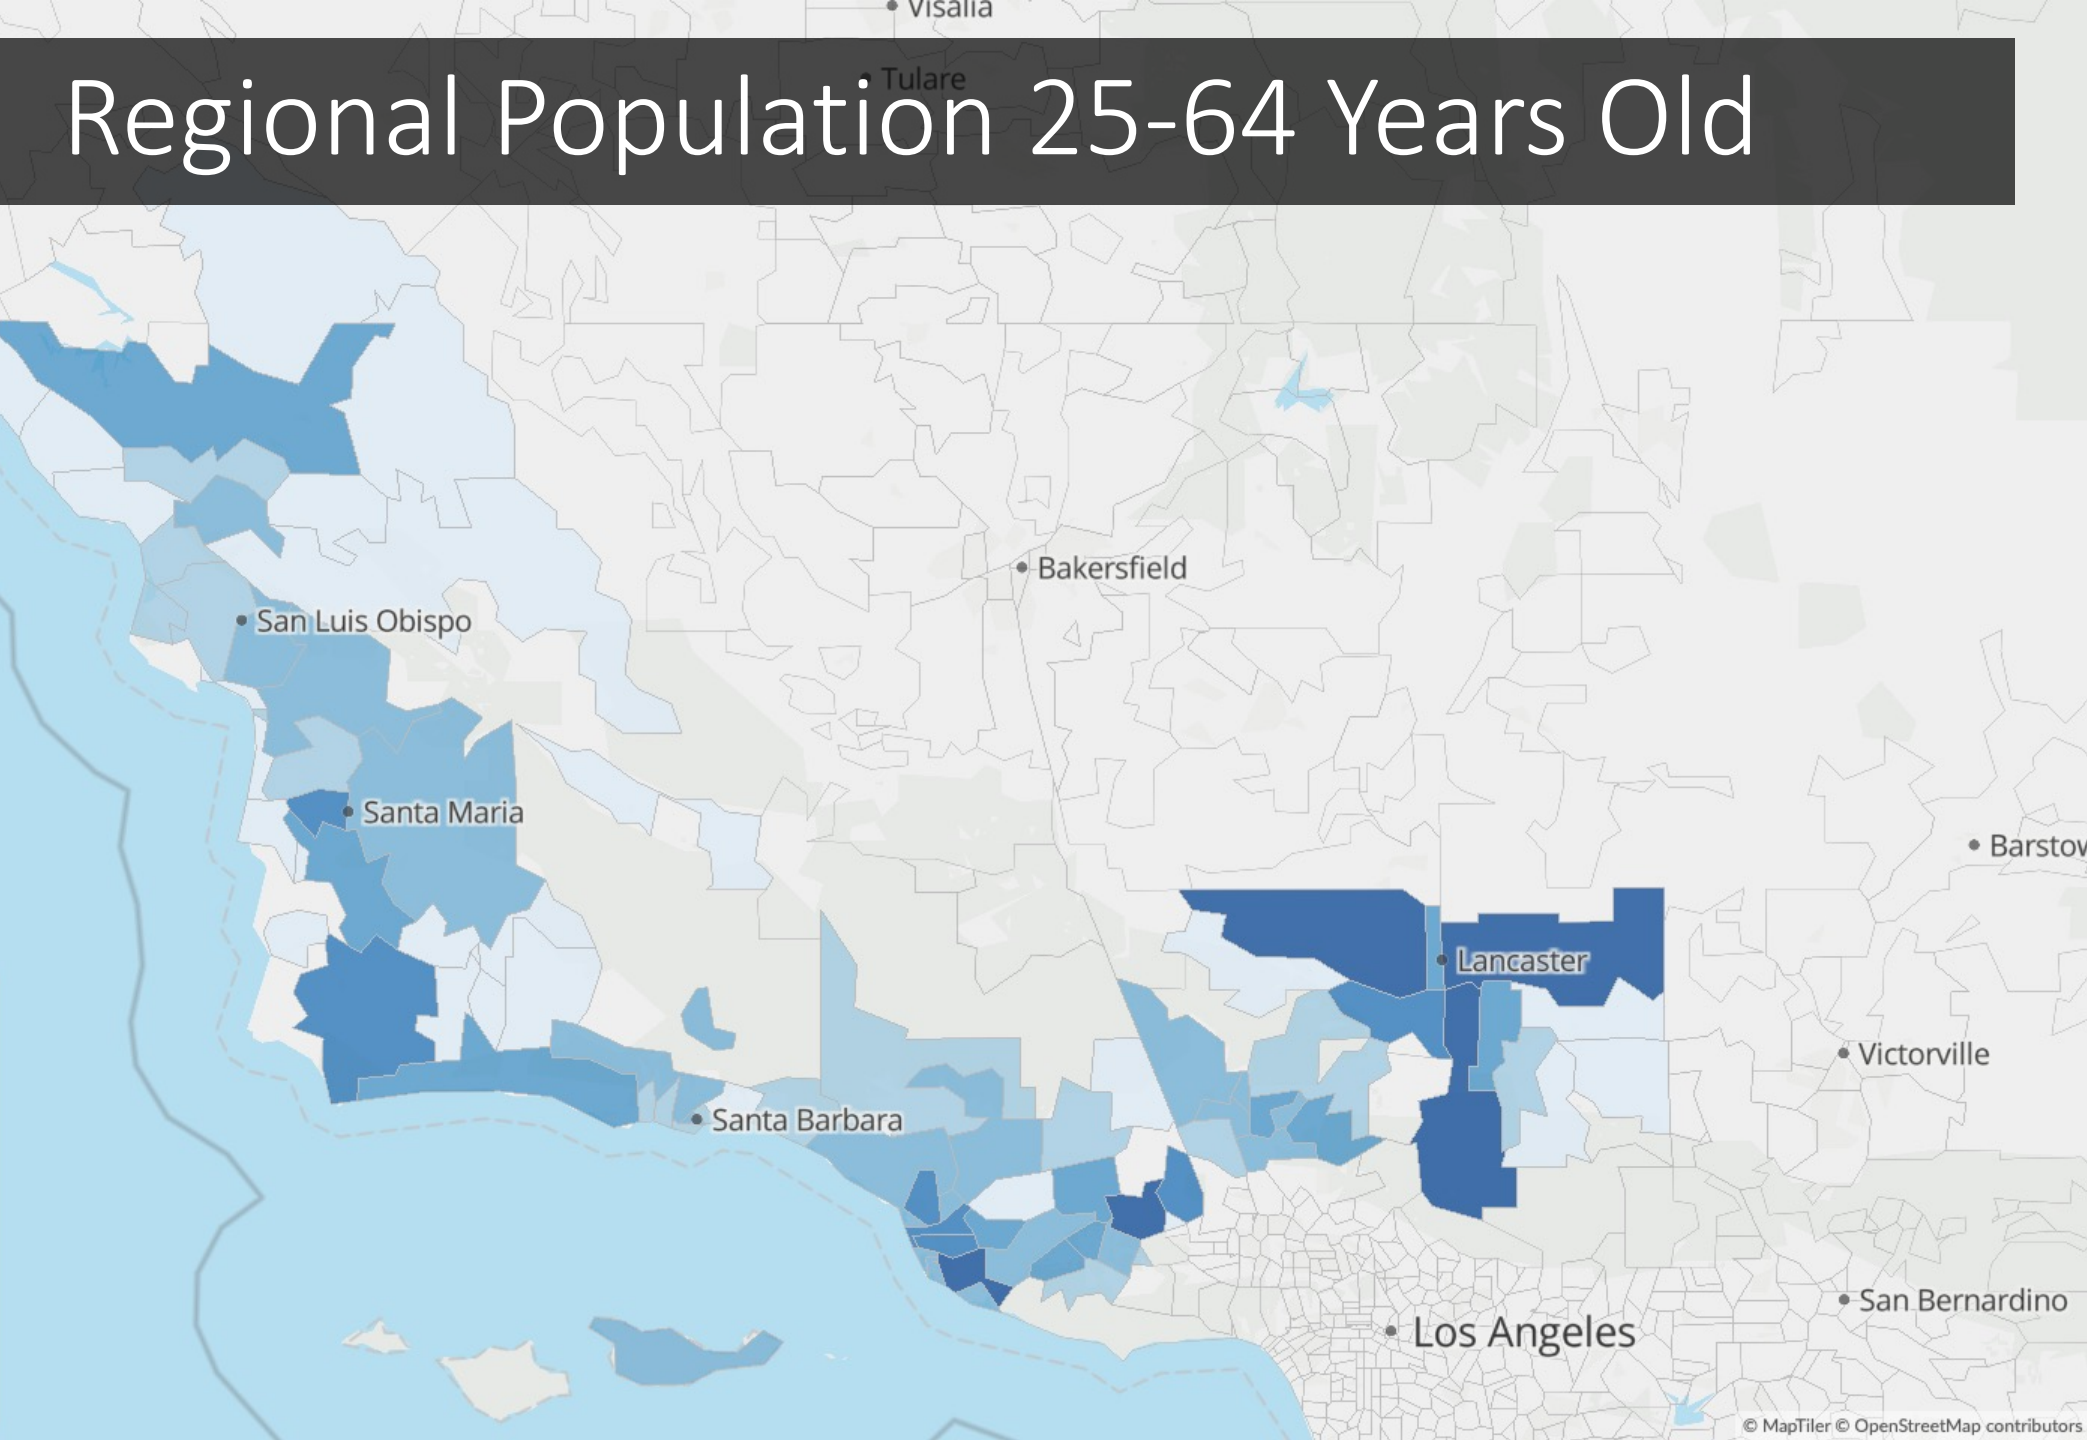 Visalia
Tulare
Regional Population 25-64 Years Old
Bakersfield
San Luis Obispo
Santa Maria
Barstow
Lancaster
Victorville
Santa Barbara
San Bernardino
Los Angeles
© MapTiler © OpenStreetMap contributors